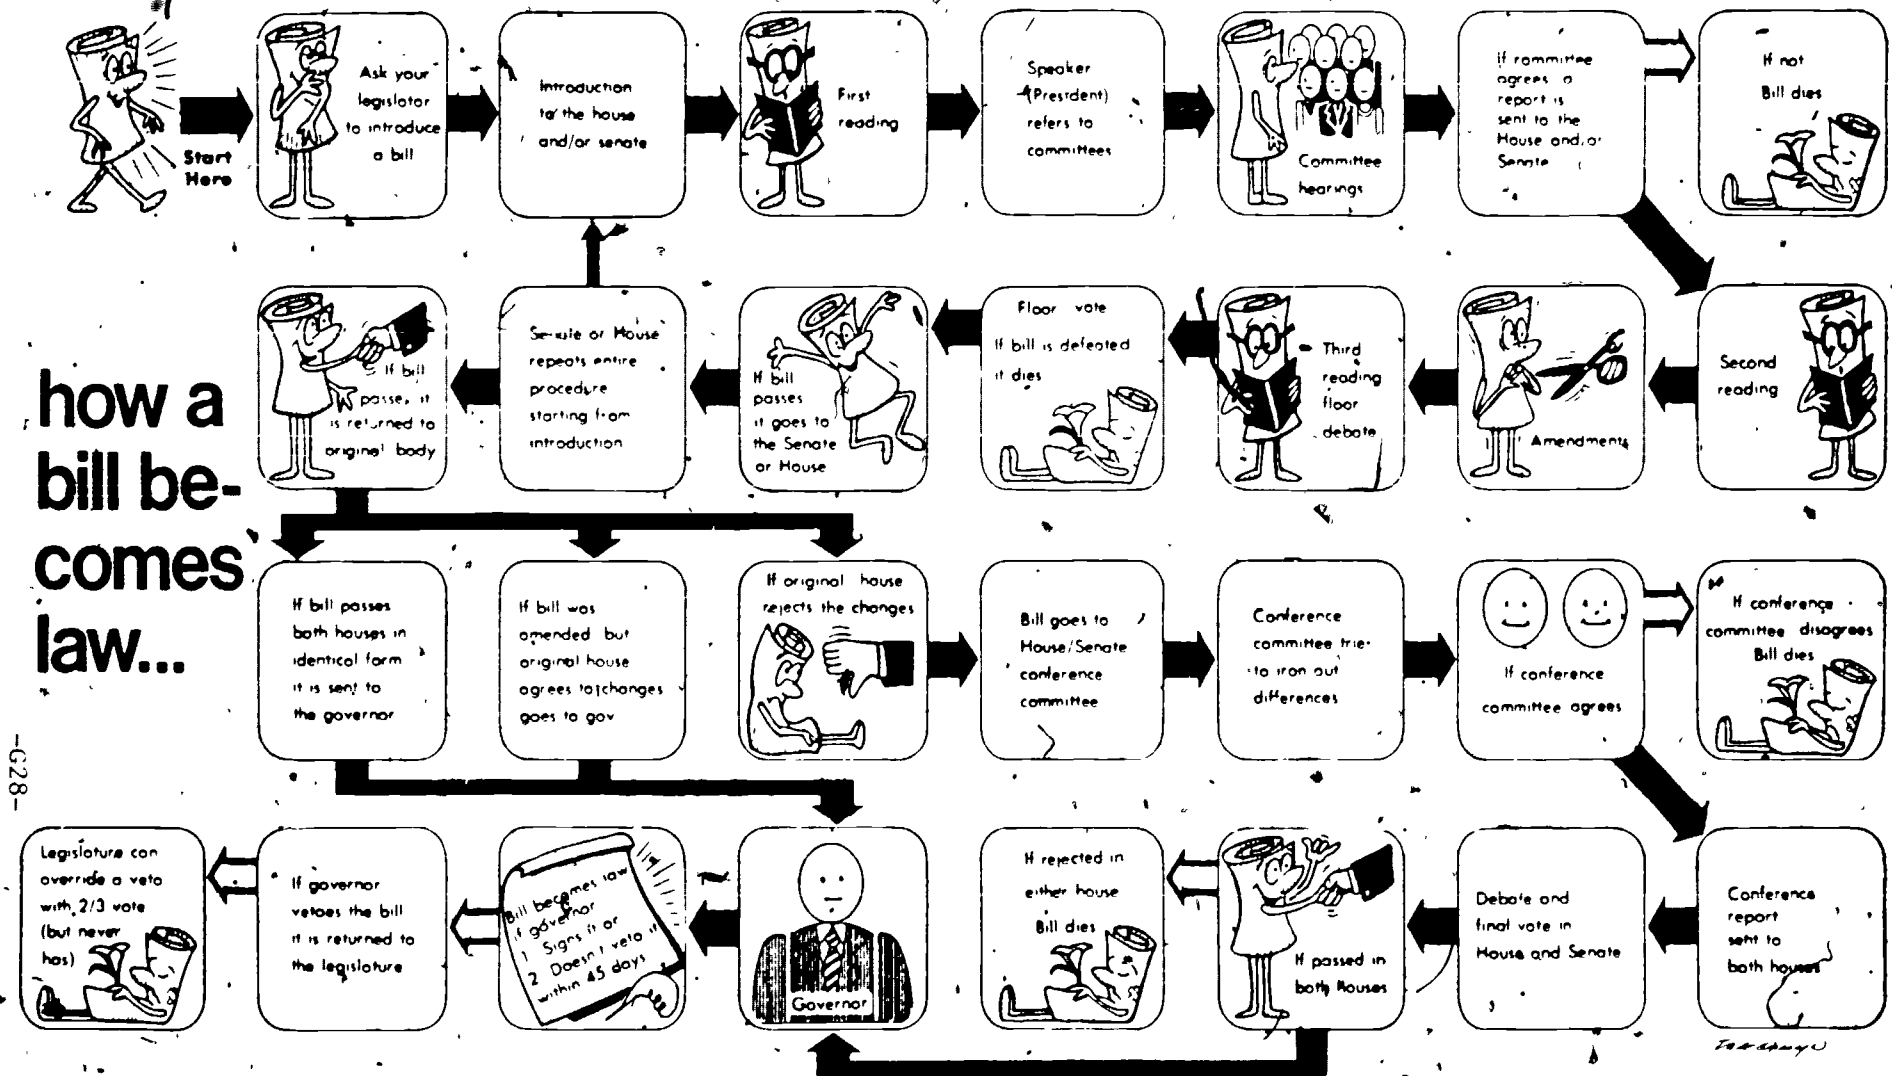 Start
Here
Ask your
legislator
to introduce
a bill
Introduction
to the house
and/or senate
First
reading
Speaker
(President)
refers to
committees
Committee
hearings
If committee
agrees a
report is
sent to the
House and/or
Senate
If not
Bill dies
how a
bill be-
comes
law...
If bill
passes it
is returned to
original body
Senate or House
repeats entire
procedure
starting from
introduction
If bill
passes
it goes to
the Senate
or House
Floor vote
If bill is defeated
it dies
Third
reading
floor
debate
Amendments
Second
reading
If bill passes
both houses in
identical form
it is sent to
the governor
If bill was
amended but
original house
agrees to changes
goes to gov
If original house
rejects the changes
Bill goes to
House/Senate
conference
committee
Conference
committee tries
to iron out
differences
If conference
committee agrees
If conference
committee disagrees
Bill dies
-G28-
Legislature can
override a veto
with 2/3 vote
(but never
has)
If governor
vetoes the bill
it is returned to
the legislature
Bill becomes law
if governor
1 Signs it or
2 Doesn't veto it
within 45 days
Governor
If rejected in
either house
Bill dies
If passed in
both Houses
Debate and
final vote in
House and Senate
Conference
report
sent to
both houses